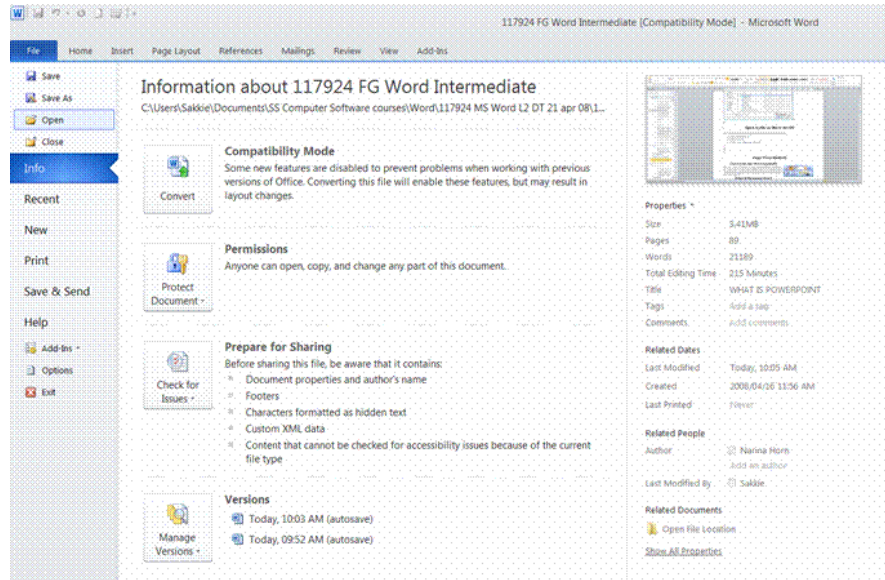 117924 FG Word Intermediate [Compatibility Mode] - Microsoft Word
File Home Insert Page Layout References Mailings Review View Add-Ins
Save
Save As
Open
Close
Info
Recent
New
Print
Save & Send
Help
Add-Ins
Options
Exit
Information about 117924 FG Word Intermediate
C:\Users\Sakkie\Documents\SS Computer Software courses\Word\117924 MS Word L2 DT 21 apr 08\1...
Convert
Compatibility Mode
Some new features are disabled to prevent problems when working with previous
versions of Office. Converting this file will enable these features, but may result in
layout changes.
Protect
Document
Permissions
Anyone can open, copy, and change any part of this document.
Check for
Issues
Prepare for Sharing
Before sharing this file, be aware that it contains:
Document properties and author's name
Footers
Characters formatted as hidden text
Custom XML data
Content that cannot be checked for accessibility issues because of the current
file type
Manage
Versions
Versions
Today, 10:03 AM (autosave)
Today, 09:52 AM (autosave)
Properties
Size 5.41MB
Pages 89
Words 21189
Total Editing Time 215 Minutes
Title WHAT IS POWERPOINT
Tags Add a tag
Comments Add comments
Related Dates
Last Modified Today, 10:05 AM
Created 2008/04/16 11:56 AM
Last Printed Never
Related People
Author Narina Horn
Add an author
Last Modified By Sakkie
Related Documents
Open File Location
Show All Properties